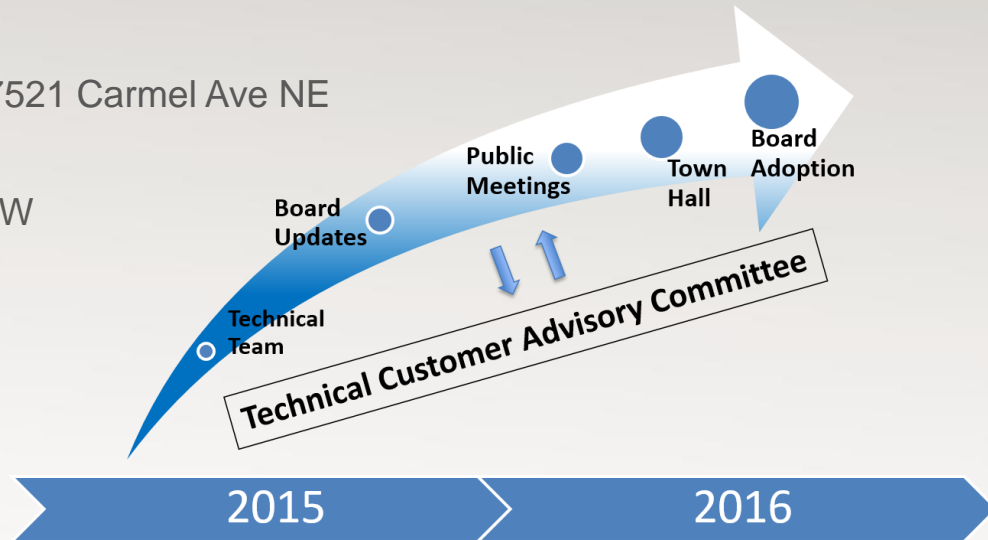 7521 Carmel Ave NE
W
Board
Adoption
Public
Meetings
Town
Hall
Board
Updates
Technical
Team
Technical Customer Advisory Committee
2015
2016